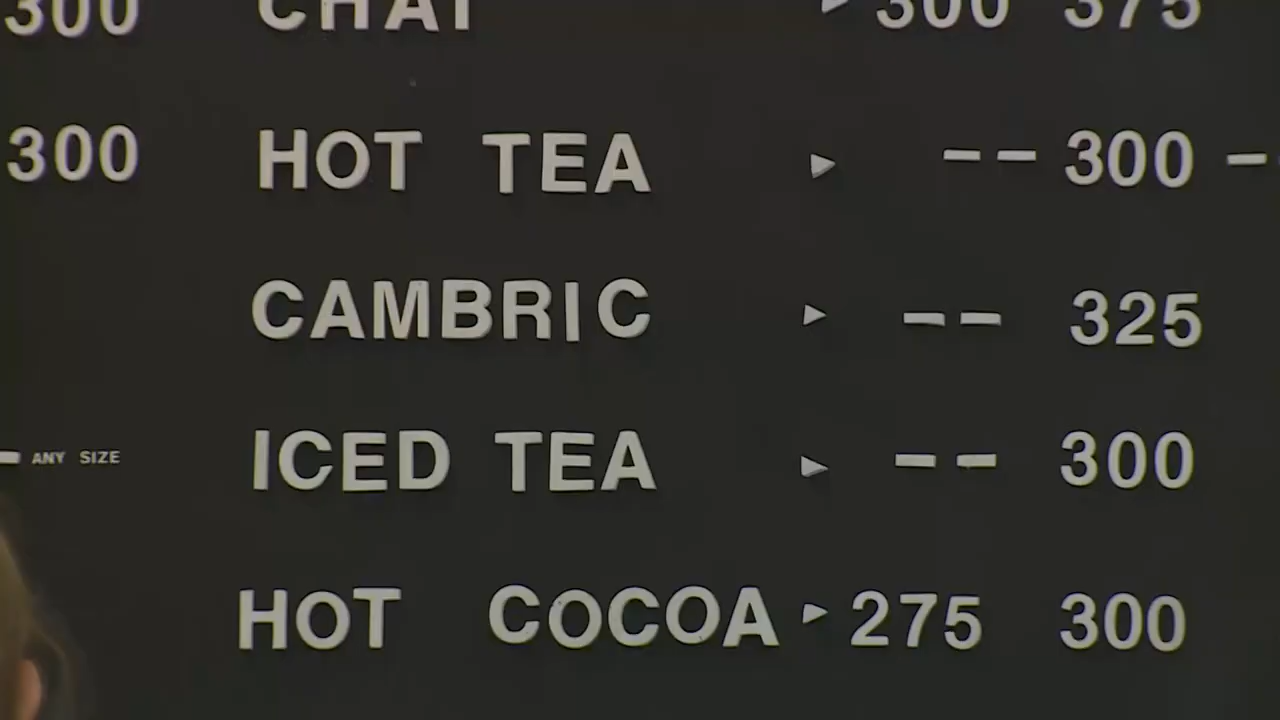 300 CHAI ▶ 300 375
300 HOT TEA ▶ -- 300 -
CAMBRIC ▶ -- 325
- ANY SIZE ICED TEA ▶ -- 300
HOT COCOA ▶ 275 300